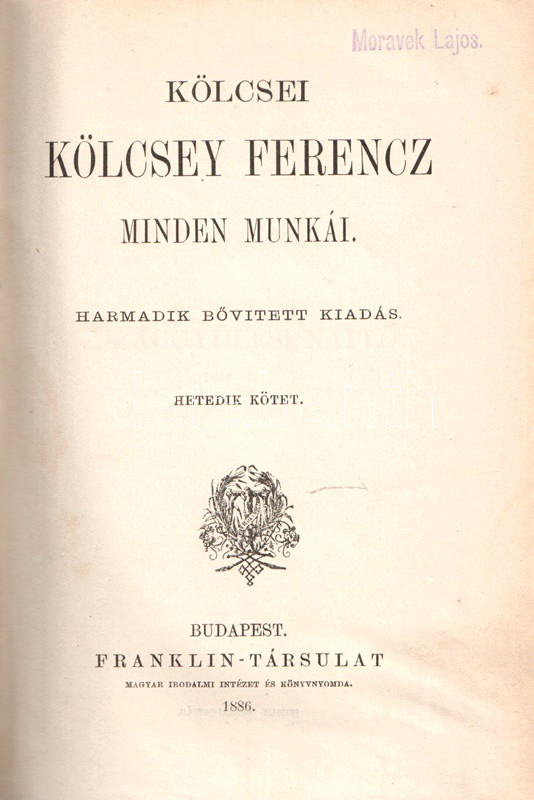 Moravek Lajos.
KÖLCSEI
KÖLCSEY FERENCZ
MINDEN MUNKÁI.
HARMADIK BŐVITETT KIADÁS.
HETEDIK KÖTET.
BUDAPEST.
FRANKLIN-TÁRSULAT
MAGYAR IRODALMI INTÉZET ÉS KÖNYVNYOMDA.
1886.